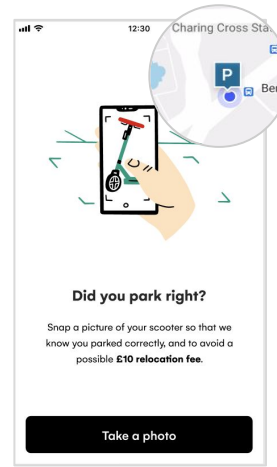 12:30
Charing Cross Sta
P
Ber
Did you park right?
Snap a picture of your scooter so that we
know you parked correctly, and to avoid a
possible £10 relocation fee.
Take a photo